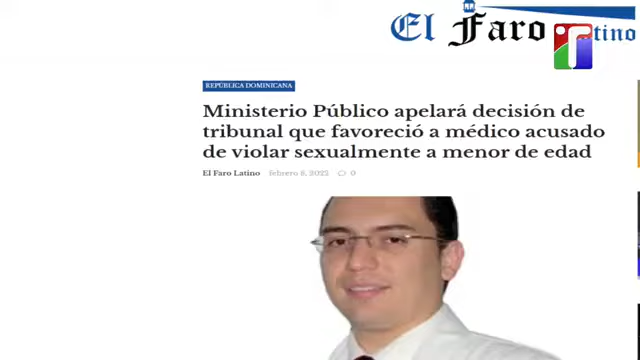 El Faro
tino
REPÚBLICA DOMINICANA
Ministerio Público apelará decisión de
tribunal que favoreció a médico acusado
de violar sexualmente a menor de edad
El Faro Latino febrero 8, 2022 0